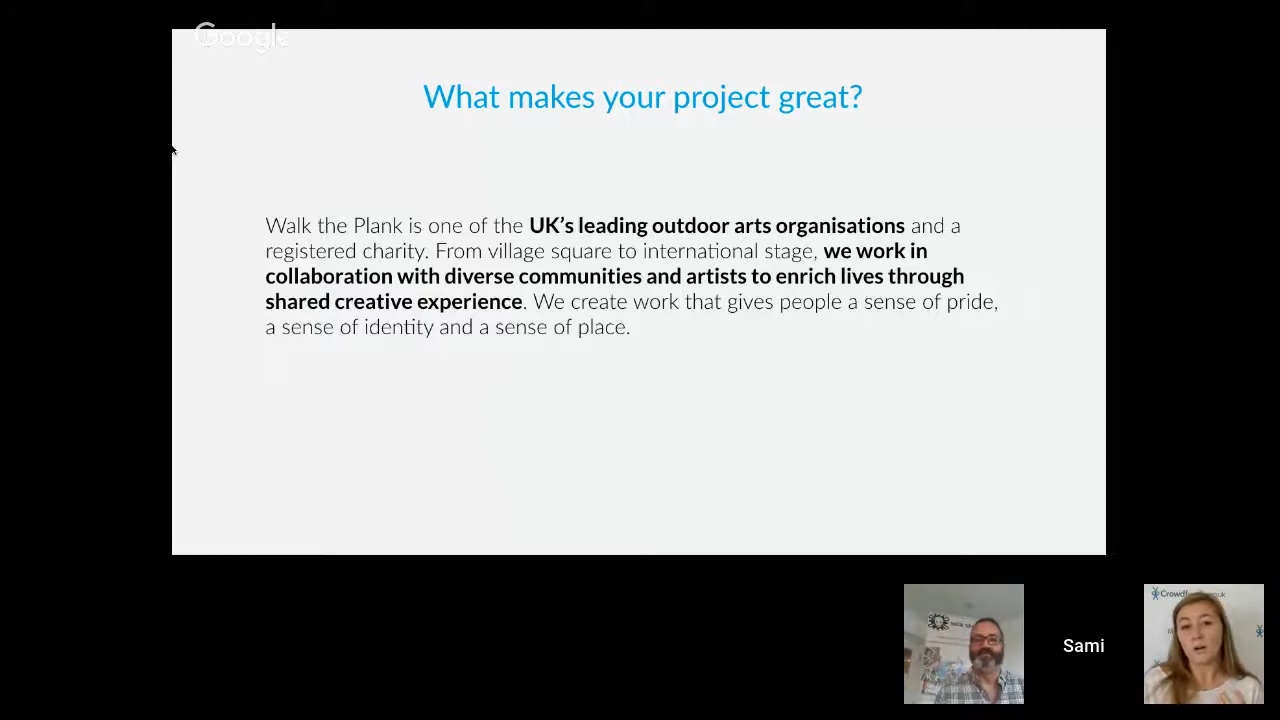 Google
What makes your project great?
Walk the Plank is one of the UK’s leading outdoor arts organisations and a
registered charity. From village square to international stage, we work in
collaboration with diverse communities and artists to enrich lives through
shared creative experience. We create work that gives people a sense of pride,
a sense of identity and a sense of place.
Sami